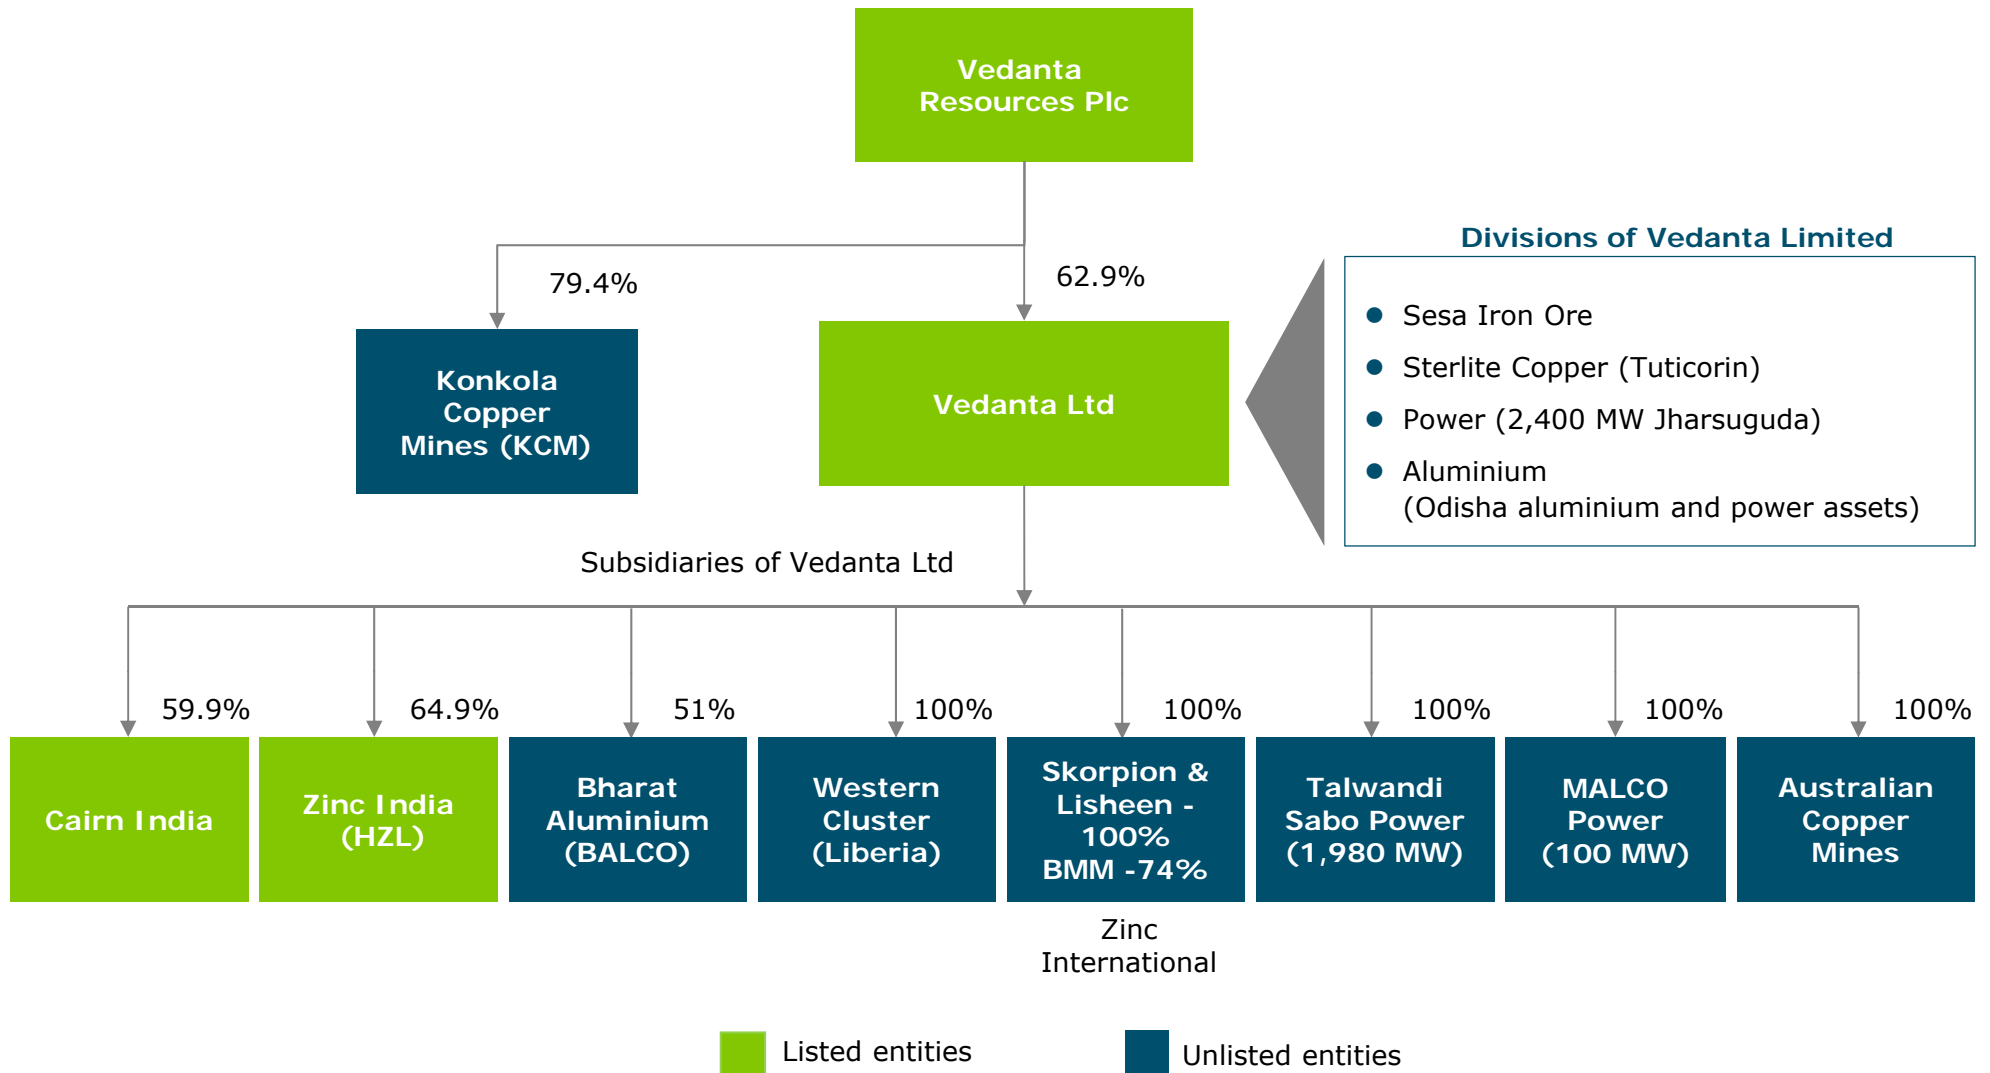 Vedanta
Resources Plc
Divisions of Vedanta Limited
79.4%
62.9%
Konkola
Copper
Mines (KCM)
Vedanta Ltd
Sesa Iron Ore
Sterlite Copper (Tuticorin)
Power (2,400 MW Jharsuguda)
Aluminium
(Odisha aluminium and power assets)
Subsidiaries of Vedanta Ltd
59.9%
64.9%
51%
100%
100%
100%
100%
100%
Cairn India
Zinc India
(HZL)
Bharat
Aluminium
(BALCO)
Western
Cluster
(Liberia)
Skorpion &
Lisheen -
100%
BMM -74%
Talwandi
Sabo Power
(1,980 MW)
MALCO
Power
(100 MW)
Australian
Copper
Mines
Zinc
International
Listed entities
Unlisted entities